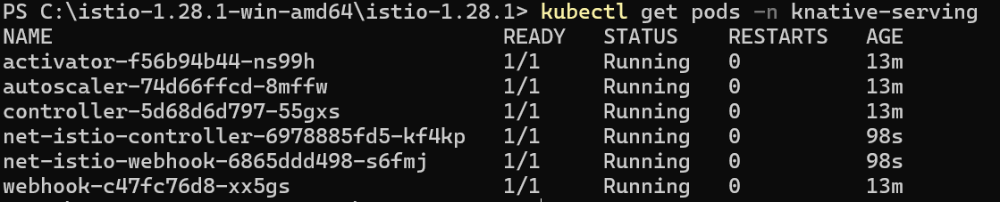 PS C:\istio-1.28.1-win-amd64\istio-1.28.1> kubectl get pods -n knative-serving
NAME READY STATUS RESTARTS AGE
activator-f56b94b44-ns99h 1/1 Running 0 13m
autoscaler-74d66ffcd-8mffw 1/1 Running 0 13m
controller-5d68d6d797-55gxs 1/1 Running 0 13m
net-istio-controller-6978885fd5-kf4kp 1/1 Running 0 98s
net-istio-webhook-6865ddd498-s6fmj 1/1 Running 0 98s
webhook-c47fc76d8-xx5gs 1/1 Running 0 13m